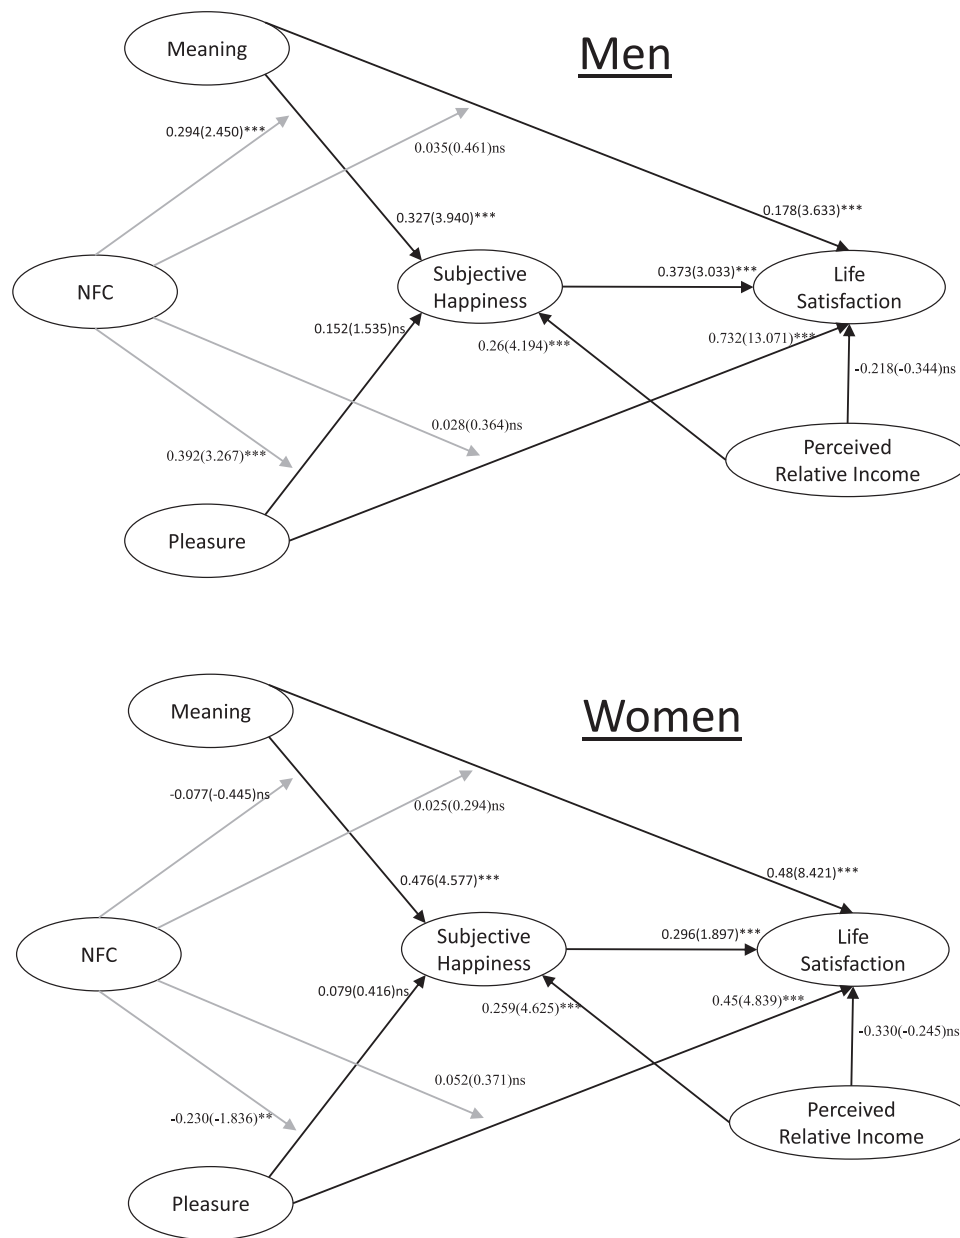 Men
Meaning
0.294(2.450)***
0.035(0.461)ns
0.327(3.940)***
0.178(3.633)***
NFC
Subjective
Happiness
0.373(3.033)***
Life
Satisfaction
0.152(1.535)ns
0.26(4.194)***
0.732(13.071)***
-0.218(-0.344)ns
0.028(0.364)ns
0.392(3.267)***
Perceived
Relative Income
Pleasure
Women
Meaning
-0.077(-0.445)ns
0.025(0.294)ns
0.476(4.577)***
0.48(8.421)***
NFC
Subjective
Happiness
0.296(1.897)***
Life
Satisfaction
0.079(0.416)ns
0.259(4.625)***
0.45(4.839)***
-0.330(-0.245)ns
0.052(0.371)ns
-0.230(-1.836)**
Perceived
Relative Income
Pleasure